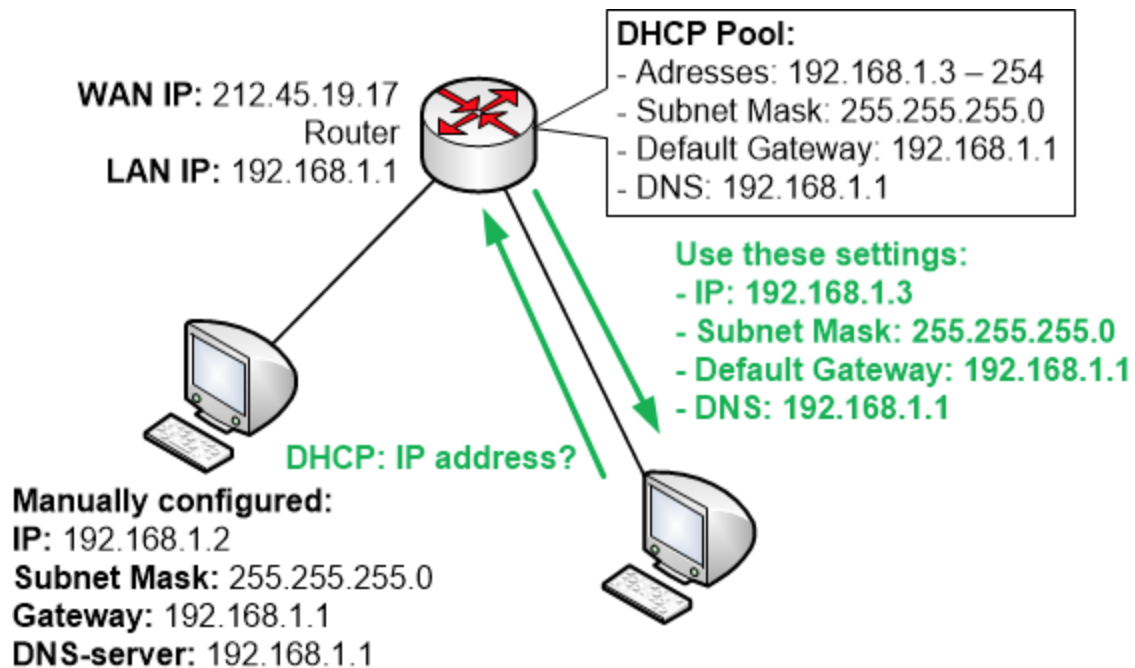 DHCP Pool:
- Adresses: 192.168.1.3 – 254
- Subnet Mask: 255.255.255.0
- Default Gateway: 192.168.1.1
- DNS: 192.168.1.1
WAN IP: 212.45.19.17
Router
LAN IP: 192.168.1.1
Use these settings:
- IP: 192.168.1.3
- Subnet Mask: 255.255.255.0
- Default Gateway: 192.168.1.1
- DNS: 192.168.1.1
DHCP: IP address?
Manually configured:
IP: 192.168.1.2
Subnet Mask: 255.255.255.0
Gateway: 192.168.1.1
DNS-server: 192.168.1.1